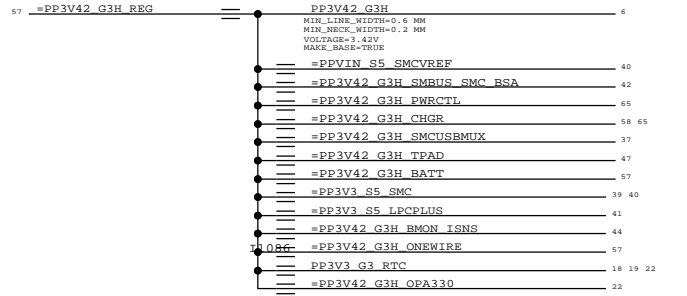 57 =PP3V42_G3H_REG PP3V42_G3H 6
MIN_LINE_WIDTH=0.6 MM
MIN_NECK_WIDTH=0.2 MM
VOLTAGE=3.42V
MAKE_BASE=TRUE
=PPVIN_S5_SMCVREF 40
=PP3V42_G3H_SMBUS_SMC_BSA 42
=PP3V42_G3H_PWRCTL 65
=PP3V42_G3H_CHGR 58 65
=PP3V42_G3H_SMCUSBMUX 37
=PP3V42_G3H_TPAD 47
=PP3V42_G3H_BATT 57
=PP3V3_S5_SMC 39 40
=PP3V3_S5_LPCPLUS 41
=PP3V42_G3H_BMON_ISNS 44
I1086 =PP3V42_G3H_ONEWIRE 57
PP3V3_G3_RTC 18 19 22
=PP3V42_G3H_OPA330 22